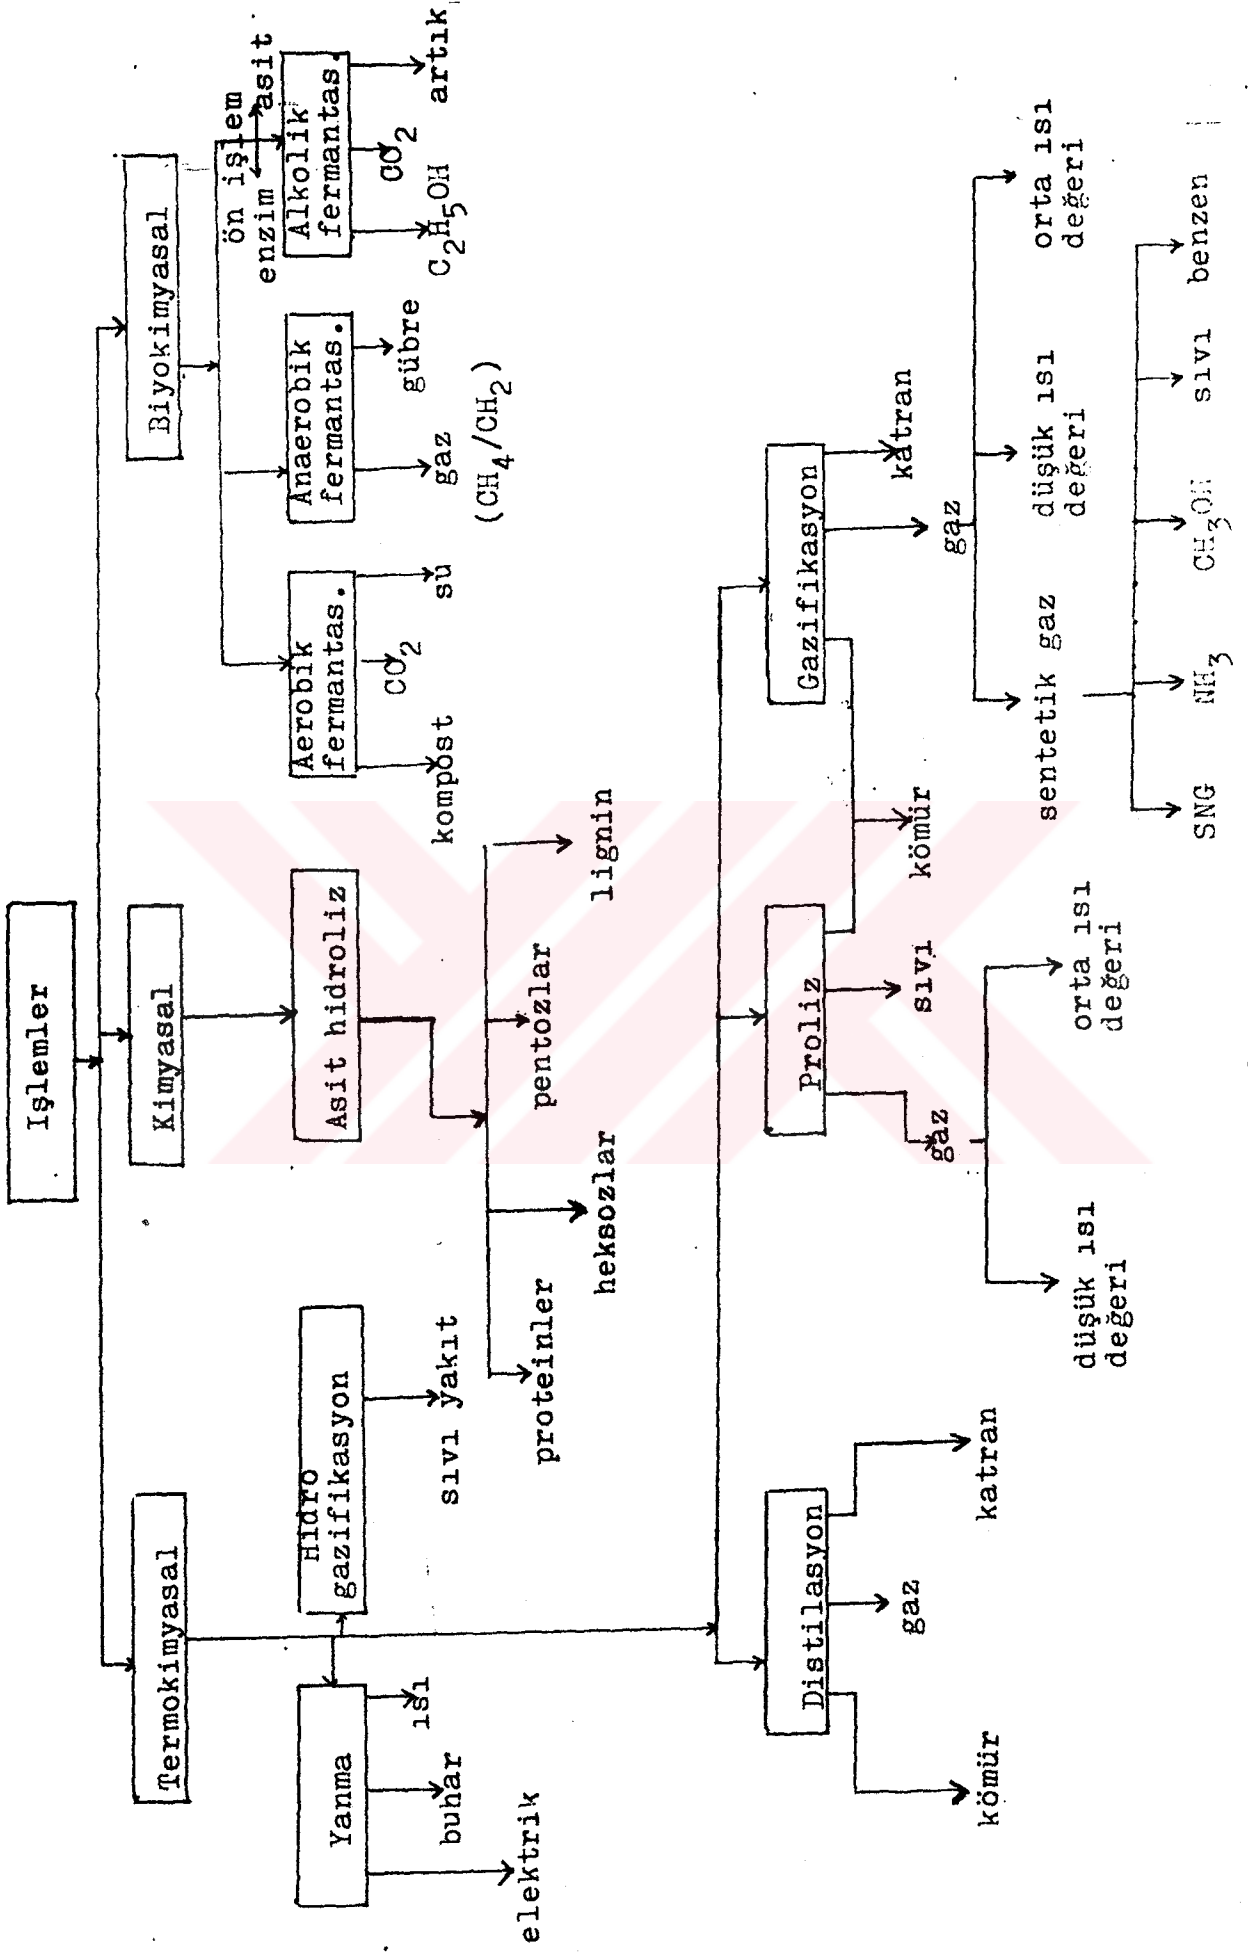 Işlemler
Termokimyasal
Kimyasal
Biyokimyasal
ön işlem
enzim
asit
Yanma
Hidro
gazifikasyon
Asit hidroliz
Aerobik
fermantas.
Anaerobik
fermantas.
Alkolik
fermantas.
elektrik
buhar
ısı
sıvı yakıt
proteinler
heksozlar
pentozlar
lignin
kompost
CO2
su
gaz
(CH4/CH2)
gübre
C2H5OH
CO2
artık
Distilasyon
Proliz
Gazifikasyon
kömür
gaz
katran
gaz
sıvı
kömür
gaz
katran
düşük ısı
değeri
orta ısı
değeri
sentetik gaz
düşük ısı
değeri
orta ısı
değeri
SNG
NH3
CH3OH
sıvı
benzen